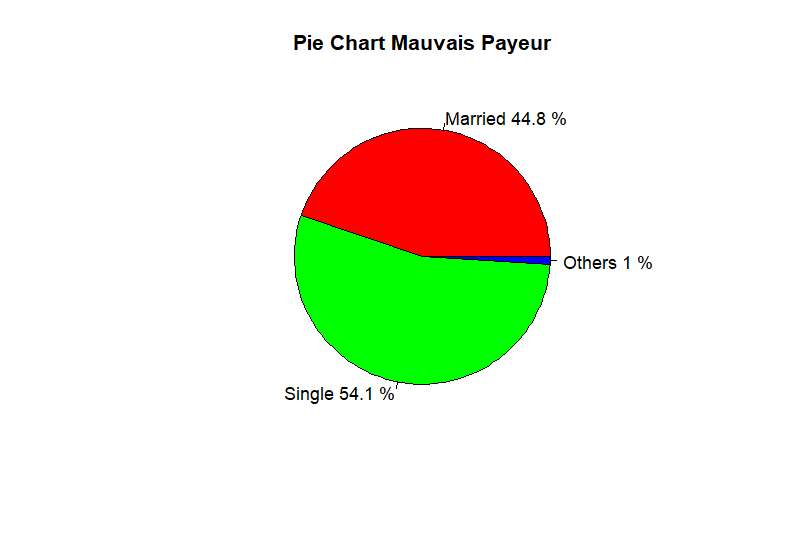 Pie Chart Mauvais Payeur
Married 44.8 %
Others 1 %
Single 54.1 %